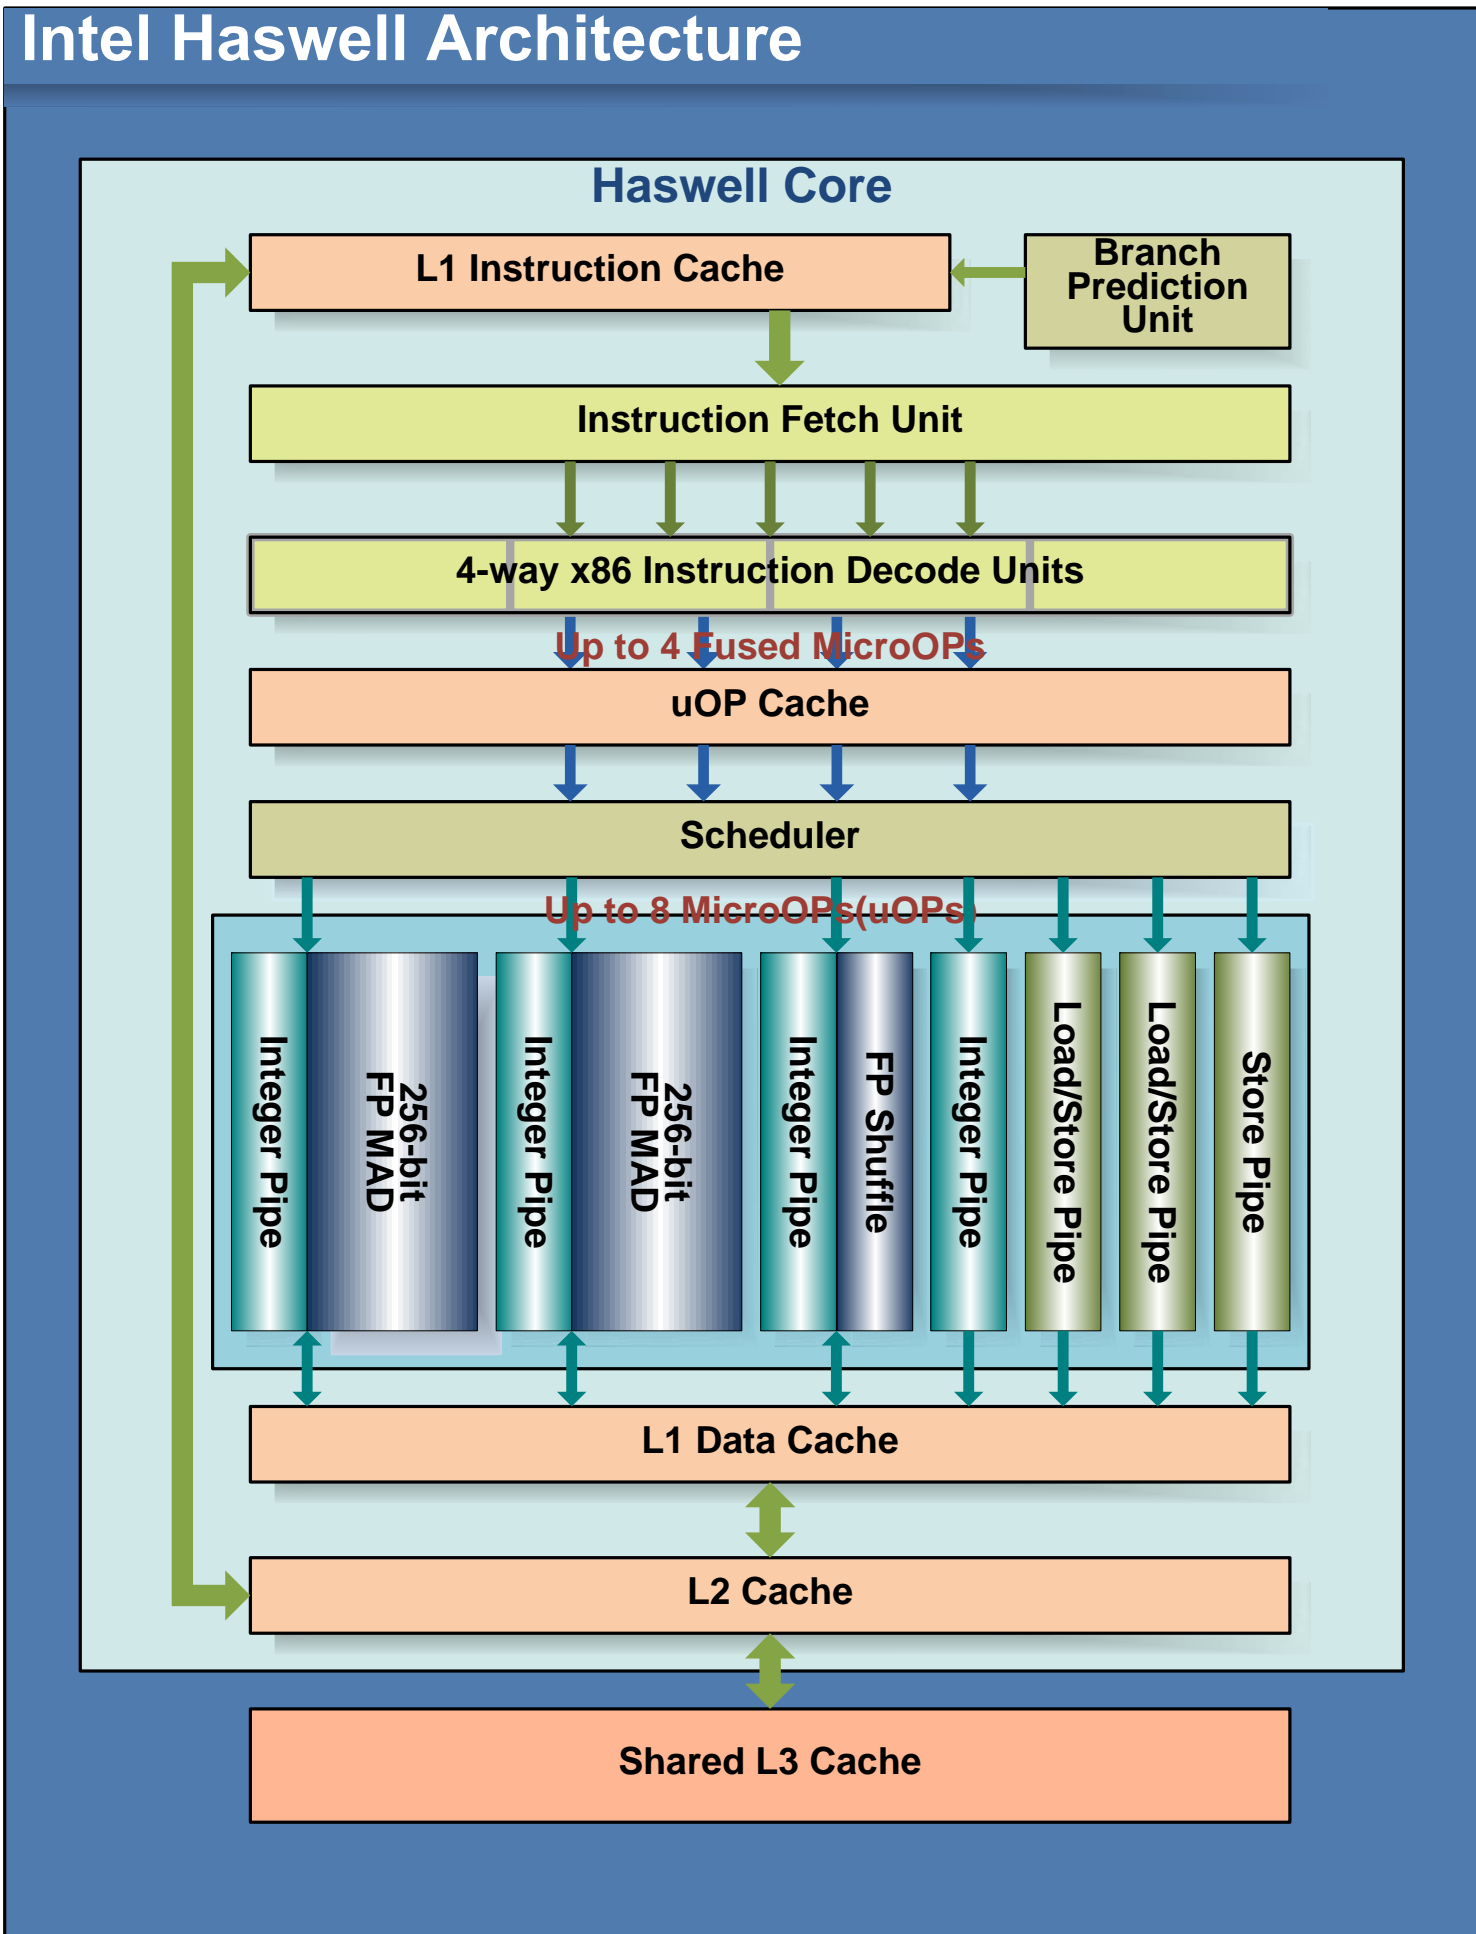 Intel Haswell Architecture
Haswell Core
L1 Instruction Cache
Branch
Prediction
Unit
Instruction Fetch Unit
4-way x86 Instruction Decode Units
Up to 4 Fused MicroOPs
uOP Cache
Scheduler
Up to 8 MicroOPs(uOPs)
Integer Pipe
256-bit
FP MAD
Integer Pipe
256-bit
FP MAD
Integer Pipe
FP Shuffle
Integer Pipe
Load/Store Pipe
Load/Store Pipe
Store Pipe
L1 Data Cache
L2 Cache
Shared L3 Cache